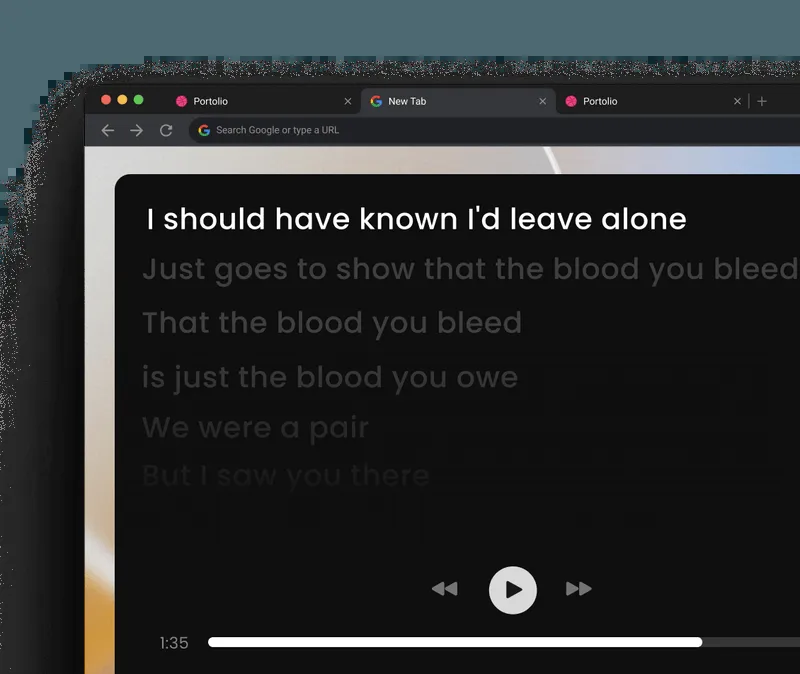 Portolio
New Tab
Portolio
Search Google or type a URL
I should have known I'd leave alone
Just goes to show that the blood you bleed
That the blood you bleed
is just the blood you owe
We were a pair
But I saw you there
1:35